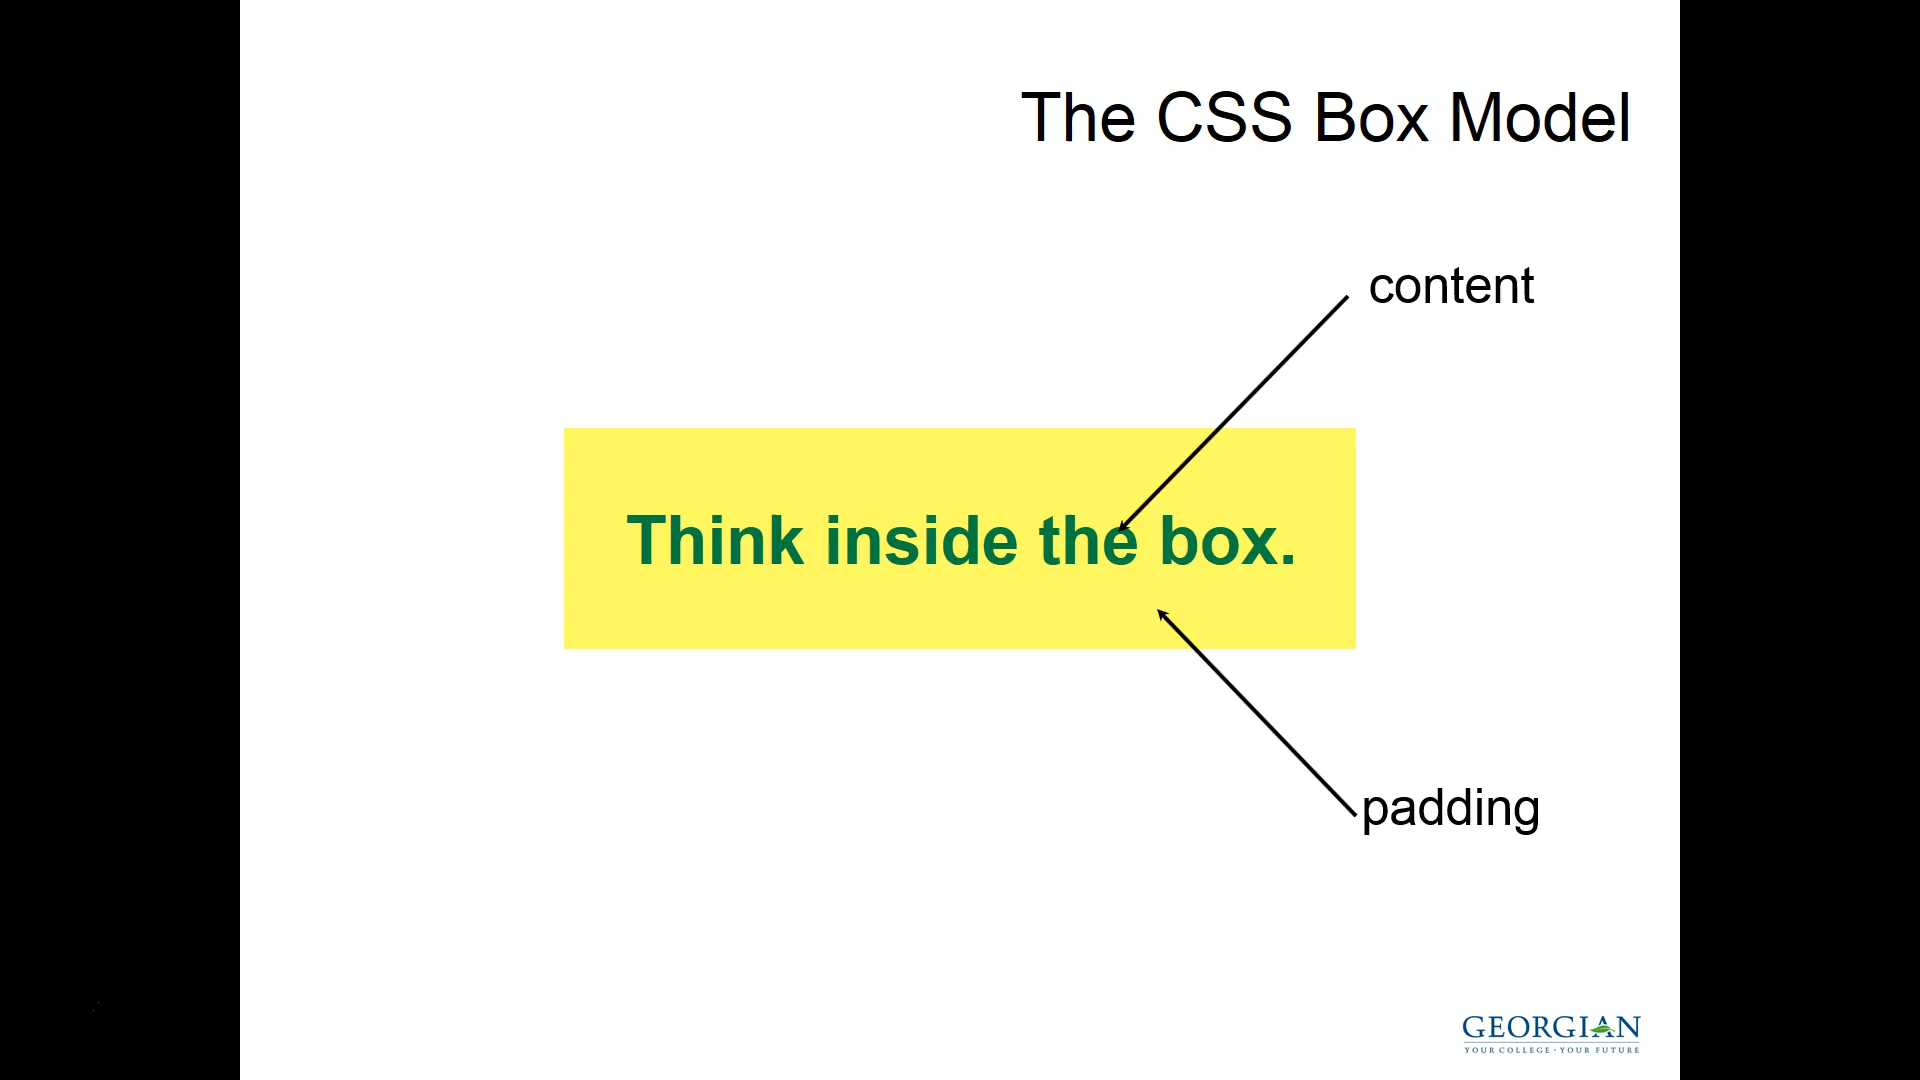 The CSS Box Model
content
Think inside the box.
padding
GEORGIAN
YOUR COLLEGE · YOUR FUTURE